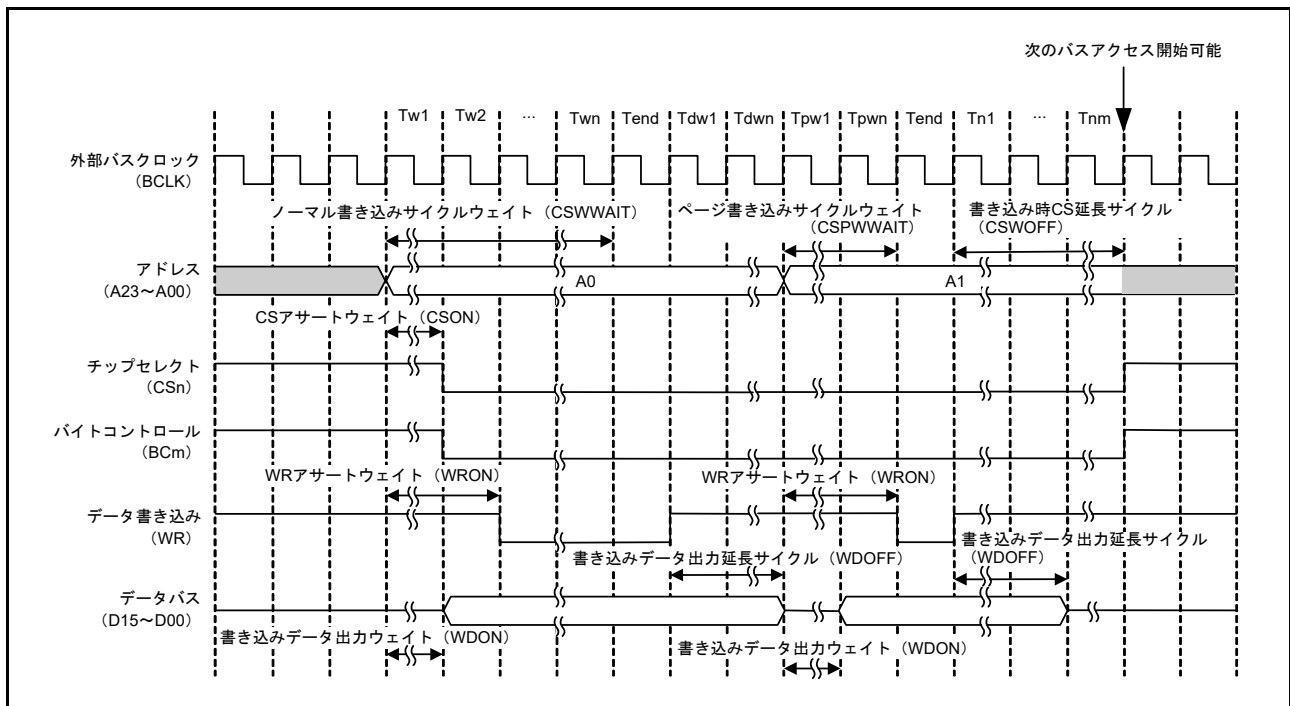 次のバスアクセス開始可能
Tw1 Tw2 ... Twn Tend Tdw1 Tdwn Tpw1 Tpwn Tend Tn1 ... Tnm
外部バスクロック
(BCLK)
ノーマル書き込みサイクルウェイト(CSWWAIT)
ページ書き込みサイクルウェイト
(CSPWWAIT)
書き込み時CS延長サイクル
(CSWOFF)
アドレス
(A23~A00)
A0
A1
CSアサートウェイト(CSON)
チップセレクト
(CSn)
バイトコントロール
(BCm)
WRアサートウェイト(WRON)
WRアサートウェイト(WRON)
データ書き込み
(WR)
書き込みデータ出力延長サイクル(WDOFF)
書き込みデータ出力延長サイクル
(WDOFF)
データバス
(D15~D00)
書き込みデータ出力ウェイト(WDON)
書き込みデータ出力ウェイト(WDON)